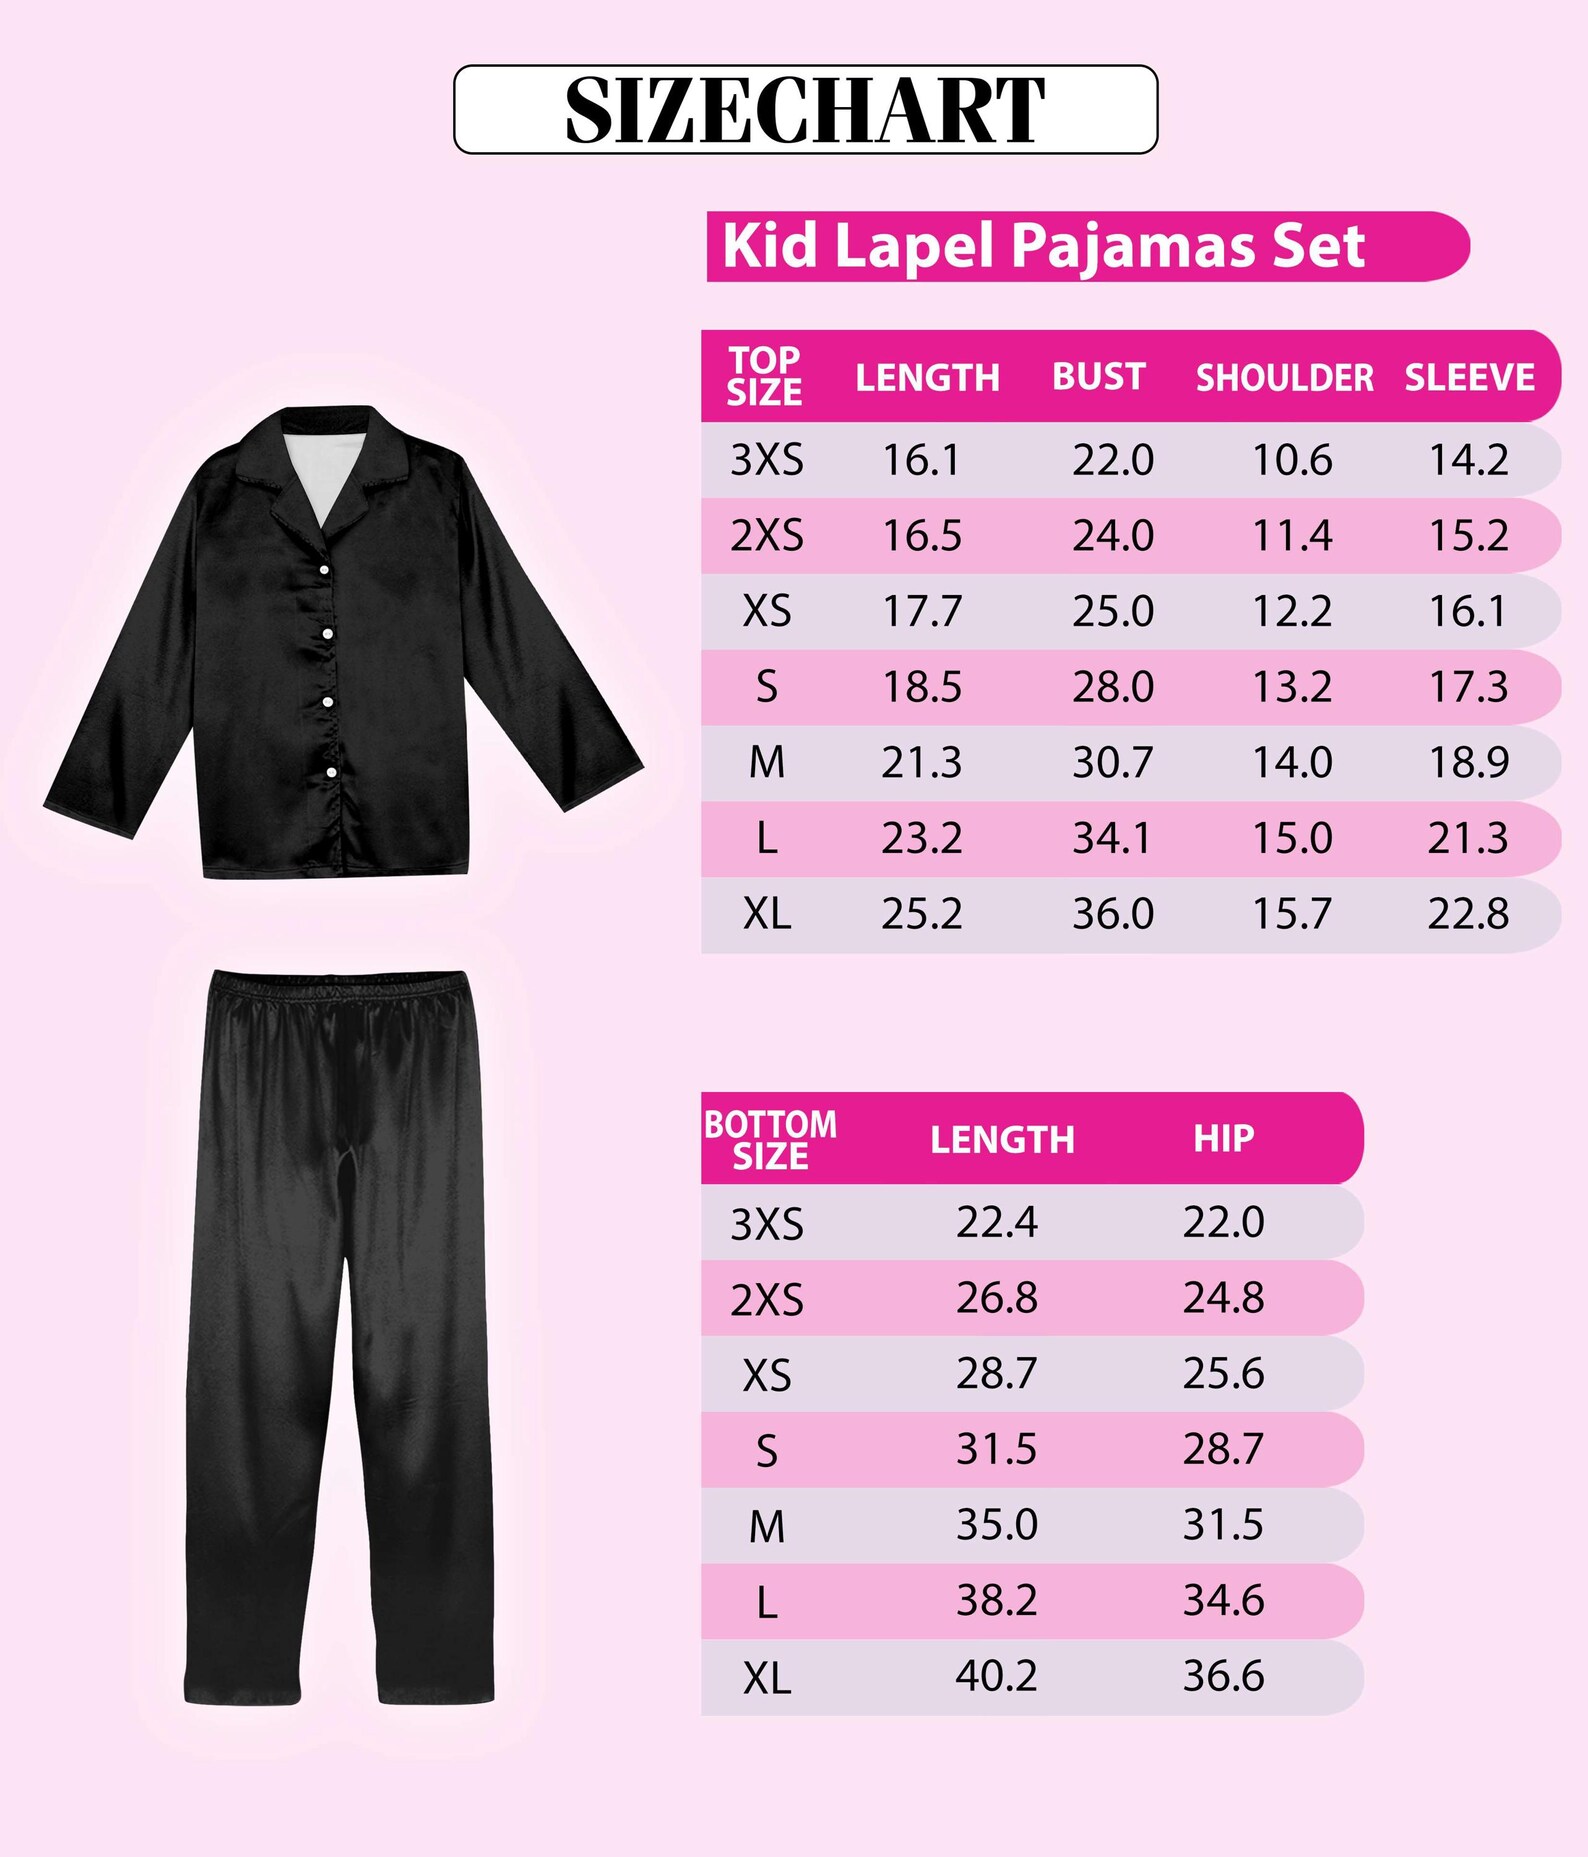 SIZECHART
Kid Lapel Pajamas Set
TOP SIZE LENGTH BUST SHOULDER SLEEVE
3XS 16.1 22.0 10.6 14.2
2XS 16.5 24.0 11.4 15.2
XS 17.7 25.0 12.2 16.1
S 18.5 28.0 13.2 17.3
M 21.3 30.7 14.0 18.9
L 23.2 34.1 15.0 21.3
XL 25.2 36.0 15.7 22.8
BOTTOM SIZE LENGTH HIP
3XS 22.4 22.0
2XS 26.8 24.8
XS 28.7 25.6
S 31.5 28.7
M 35.0 31.5
L 38.2 34.6
XL 40.2 36.6